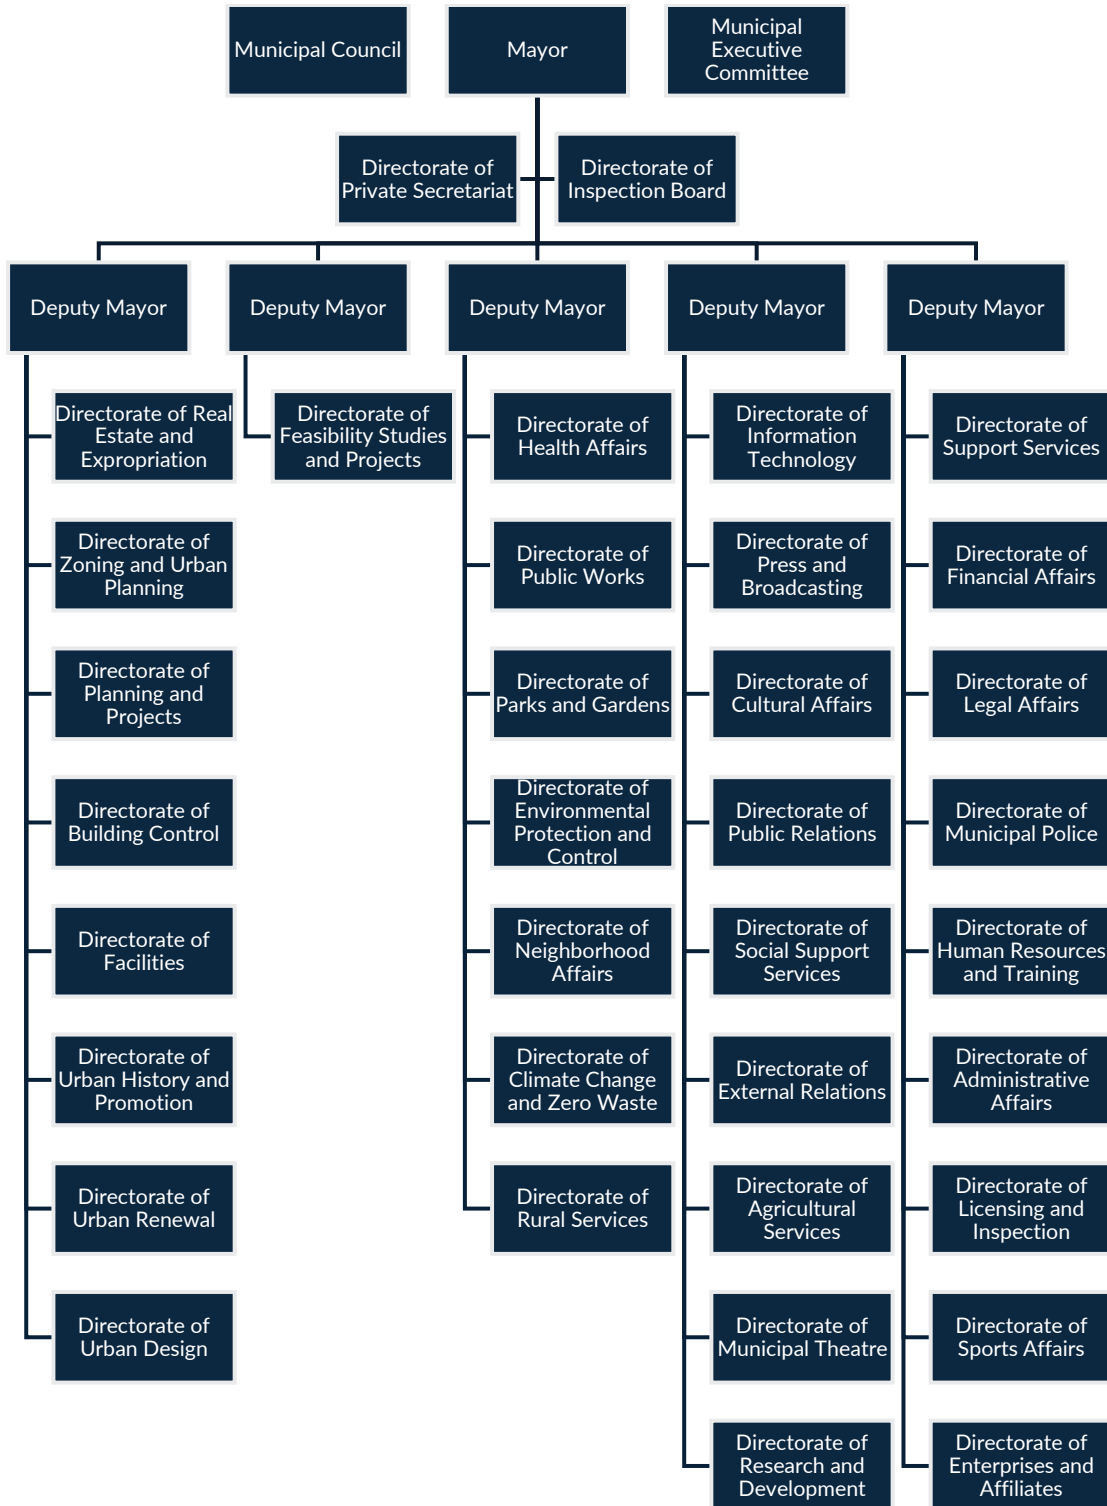 Municipal Council
Mayor
Municipal
Executive
Committee
Directorate of
Private Secretariat
Directorate of
Inspection Board
Deputy Mayor
Deputy Mayor
Deputy Mayor
Deputy Mayor
Deputy Mayor
Directorate of Real
Estate and
Expropriation
Directorate of
Zoning and Urban
Planning
Directorate of
Planning and
Projects
Directorate of
Building Control
Directorate of
Facilities
Directorate of
Urban History and
Promotion
Directorate of
Urban Renewal
Directorate of
Urban Design
Directorate of
Feasibility Studies
and Projects
Directorate of
Health Affairs
Directorate of
Public Works
Directorate of
Parks and Gardens
Directorate of
Environmental
Protection and
Control
Directorate of
Neighborhood
Affairs
Directorate of
Climate Change
and Zero Waste
Directorate of
Rural Services
Directorate of
Information
Technology
Directorate of
Press and
Broadcasting
Directorate of
Cultural Affairs
Directorate of
Public Relations
Directorate of
Social Support
Services
Directorate of
External Relations
Directorate of
Agricultural
Services
Directorate of
Municipal Theatre
Directorate of
Research and
Development
Directorate of
Support Services
Directorate of
Financial Affairs
Directorate of
Legal Affairs
Directorate of
Municipal Police
Directorate of
Human Resources
and Training
Directorate of
Administrative
Affairs
Directorate of
Licensing and
Inspection
Directorate of
Sports Affairs
Directorate of
Enterprises and
Affiliates